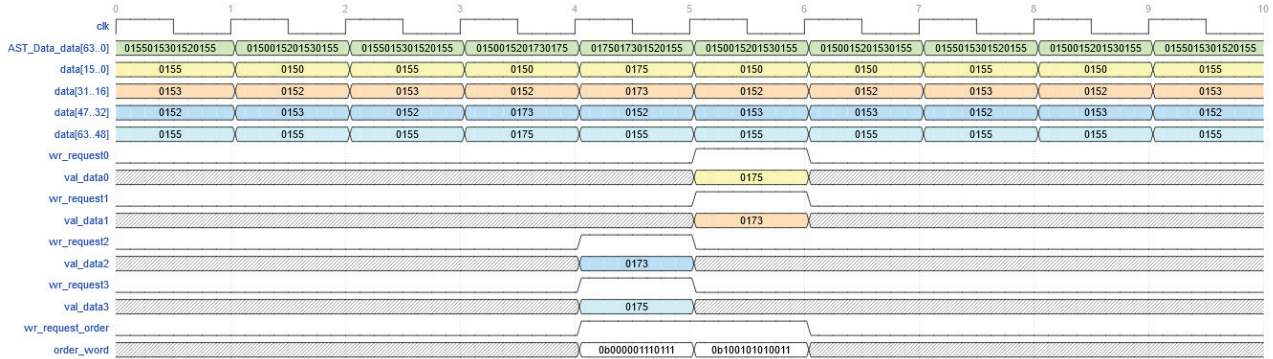 0 1 2 3 4 5 6 7 8 9 10
clk
AST_Data_data[63..0] 0155015301520155 0150015201530155 0155015301520155 0150015201730175 0175017301520155 0150015201530155 0150015201530155 0155015301520155 0150015201530155 0155015301520155
data[15..0] 0155 0150 0155 0150 0175 0150 0150 0155 0150 0155
data[31..16] 0153 0152 0153 0152 0173 0152 0152 0153 0152 0153
data[47..32] 0152 0153 0152 0173 0152 0153 0153 0152 0153 0152
data[63..48] 0155 0155 0155 0175 0155 0155 0155 0155 0155 0155
wr_request0
val_data0 0175
wr_request1
val_data1 0173
wr_request2
val_data2 0173
wr_request3
val_data3 0175
wr_request_order
order_word 0b000001110111 0b100101010011